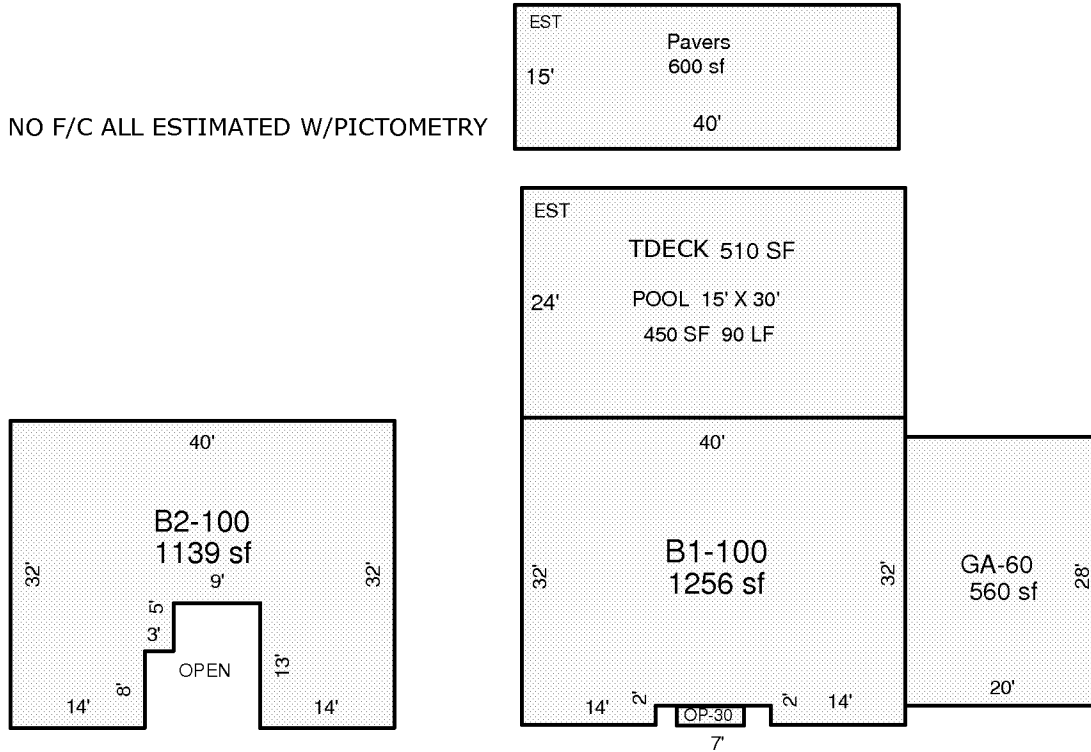 EST
Pavers
600 sf
15'
40'
NO F/C ALL ESTIMATED W/PICTOMETRY
EST
TDECK 510 SF
24'
POOL 15' X 30'
450 SF 90 LF
40'
B2-100
1139 sf
32'
32'
9'
5'
3'
OPEN
13'
8'
14'
14'
40'
B1-100
1256 sf
32'
32'
14'
2'
OP-30
2'
14'
7'
GA-60
560 sf
28'
20'